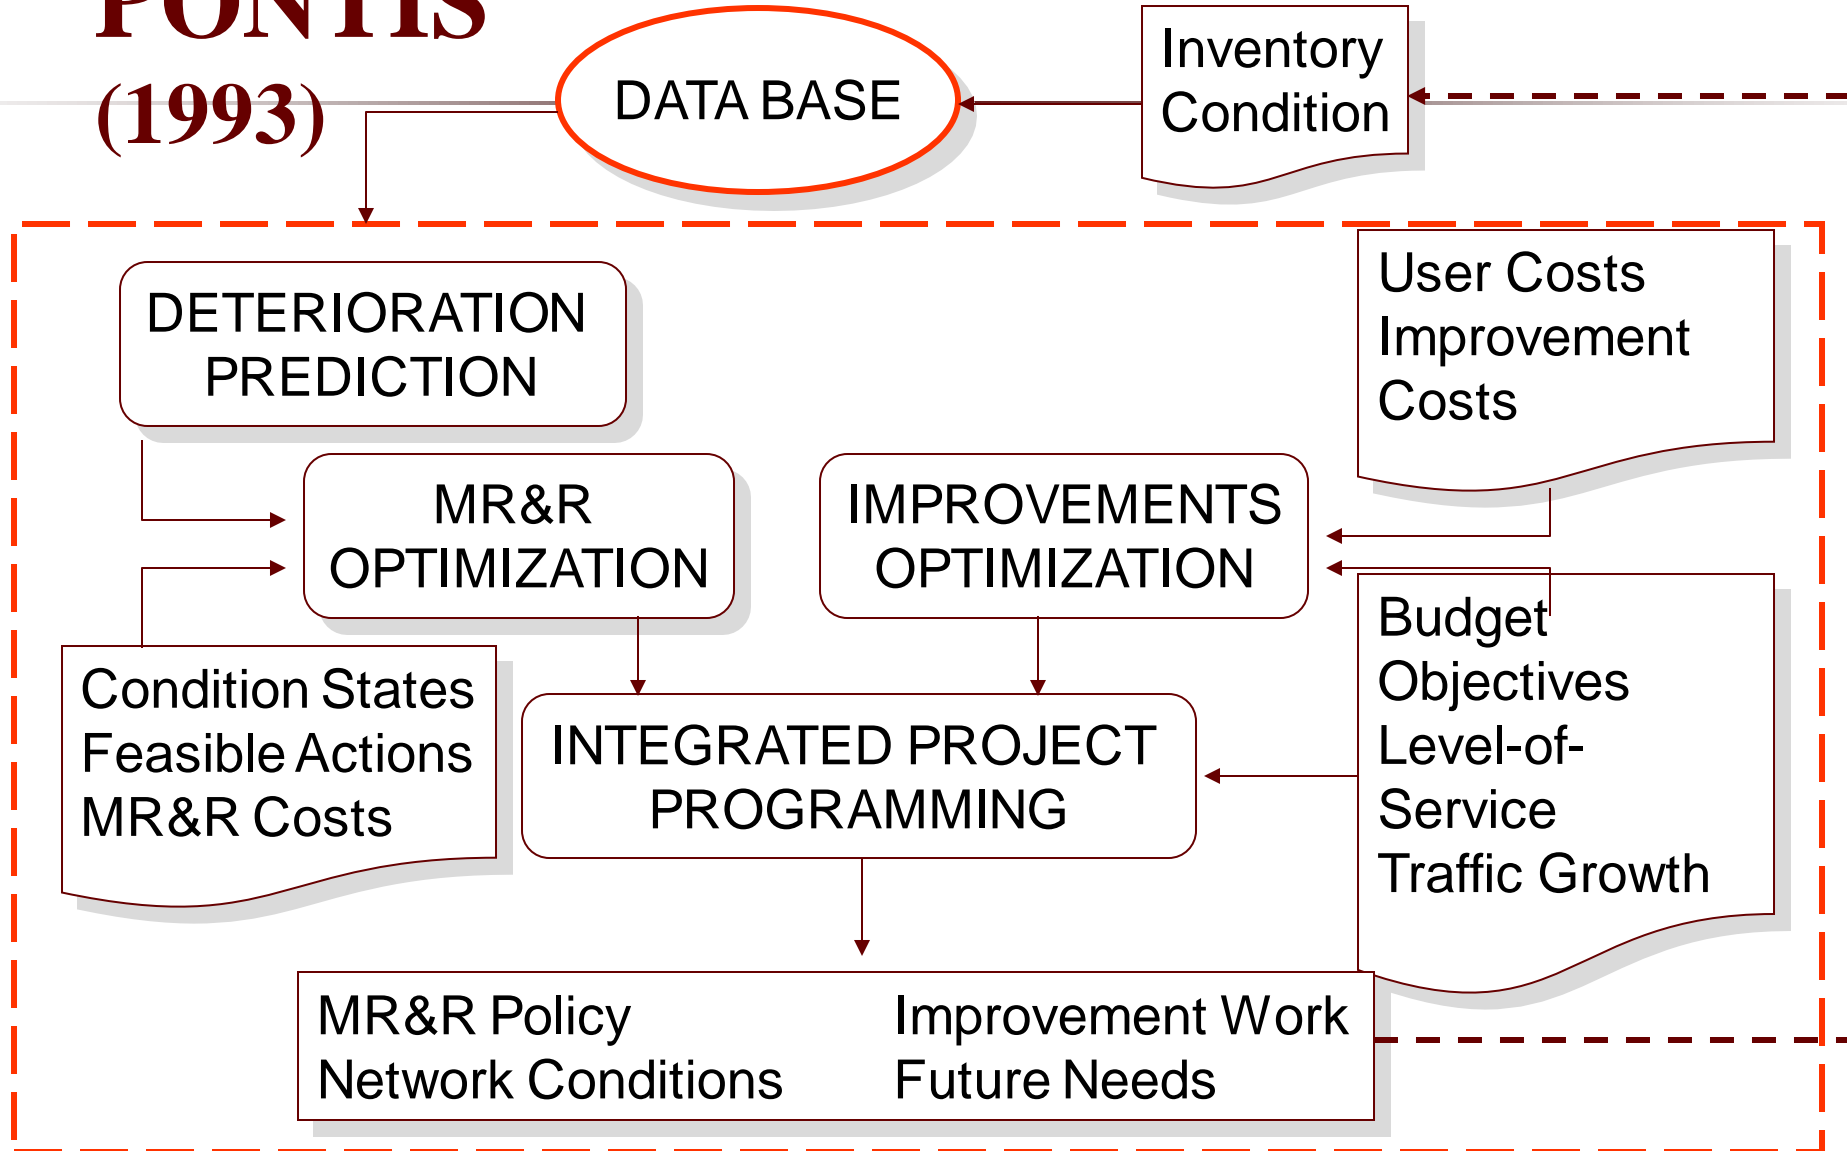 PONTIS
(1993)
DATA BASE
Inventory
Condition
DETERIORATION
PREDICTION
User Costs
Improvement
Costs
MR&R
OPTIMIZATION
IMPROVEMENTS
OPTIMIZATION
Condition States
Feasible Actions
MR&R Costs
INTEGRATED PROJECT
PROGRAMMING
Budget
Objectives
Level-of-
Service
Traffic Growth
MR&R Policy
Network Conditions
Improvement Work
Future Needs